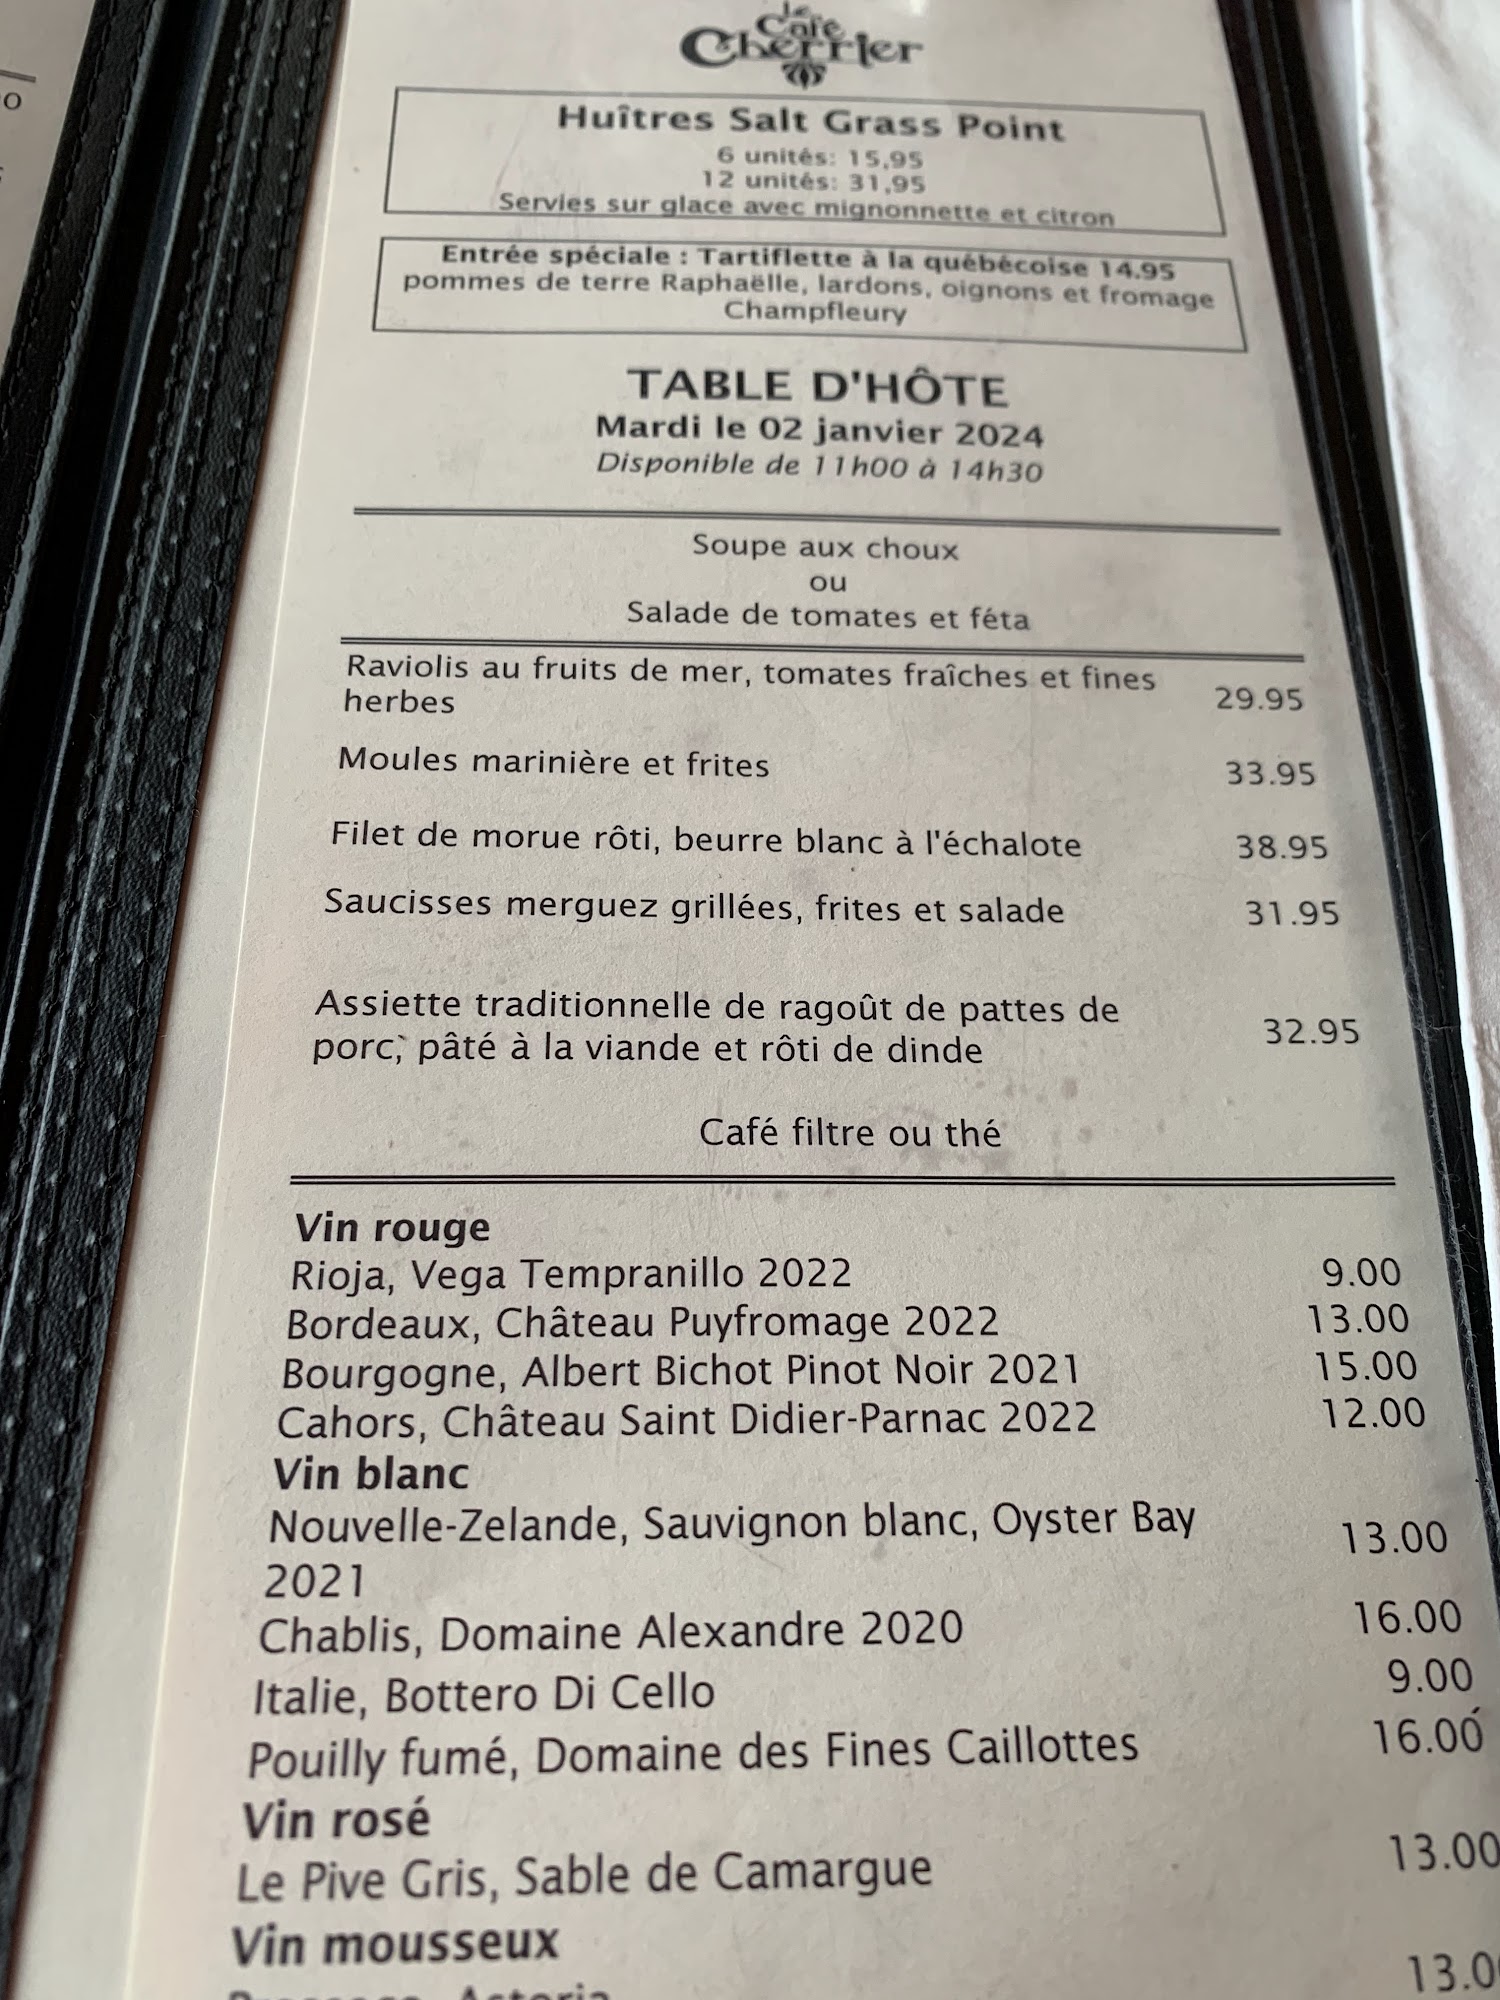 Le
Café
Cherrier
Huîtres Salt Grass Point
6 unités: 15,95
12 unités: 31,95
Servies sur glace avec mignonnette et citron
Entrée spéciale : Tartiflette à la québécoise 14.95
pommes de terre Raphaëlle, lardons, oignons et fromage
Champfleury
TABLE D'HÔTE
Mardi le 02 janvier 2024
Disponible de 11h00 à 14h30
Soupe aux choux
ou
Salade de tomates et féta
Raviolis au fruits de mer, tomates fraîches et fines
herbes 29.95
Moules marinière et frites 33.95
Filet de morue rôti, beurre blanc à l'échalote 38.95
Saucisses merguez grillées, frites et salade 31.95
Assiette traditionnelle de ragoût de pattes de
porc, pâté à la viande et rôti de dinde 32.95
Café filtre ou thé
Vin rouge
Rioja, Vega Tempranillo 2022 9.00
Bordeaux, Château Puyfromage 2022 13.00
Bourgogne, Albert Bichot Pinot Noir 2021 15.00
Cahors, Château Saint Didier-Parnac 2022 12.00
Vin blanc
Nouvelle-Zelande, Sauvignon blanc, Oyster Bay 13.00
2021
Chablis, Domaine Alexandre 2020 16.00
Italie, Bottero Di Cello 9.00
Pouilly fumé, Domaine des Fines Caillottes 16.00
Vin rosé
Le Pive Gris, Sable de Camargue 13.00
Vin mousseux
13.0